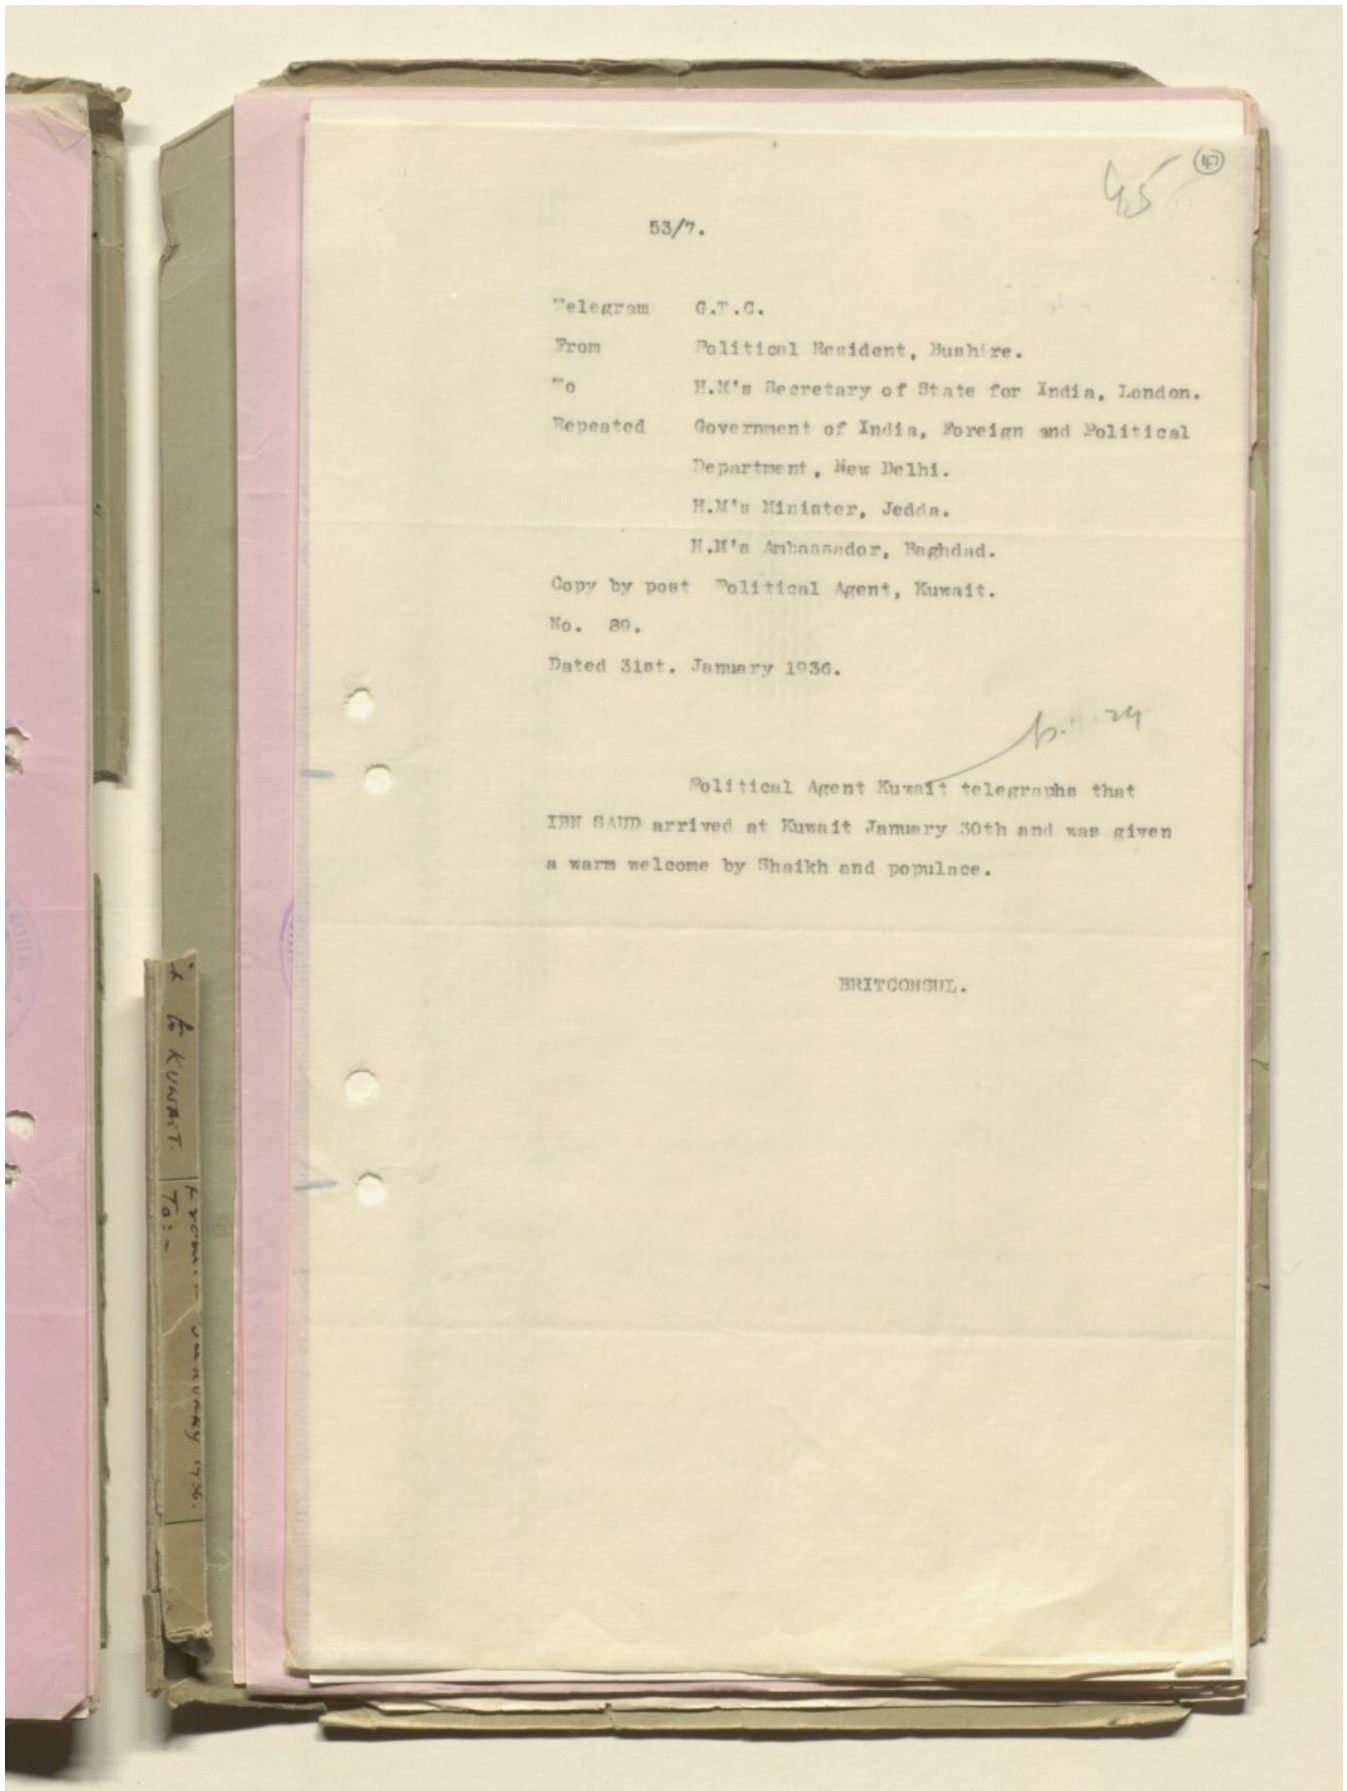 47
45
53/7.
Telegram G.T.C.
From Political Resident, Bushire.
To H.M's Secretary of State for India, London.
Repeated Government of India, Foreign and Political
Department, New Delhi.
H.M's Minister, Jedda.
H.M's Ambassador, Baghdad.
Copy by post Political Agent, Kuwait.
No. 89.
Dated 31st. January 1936.
p. 24
Political Agent Kuwait telegraphs that
IBN SAUD arrived at Kuwait January 30th and was given
a warm welcome by Shaikh and populace.
BRITCONSUL.
to KUWAIT.
From:- JANUARY 1936.
To:-